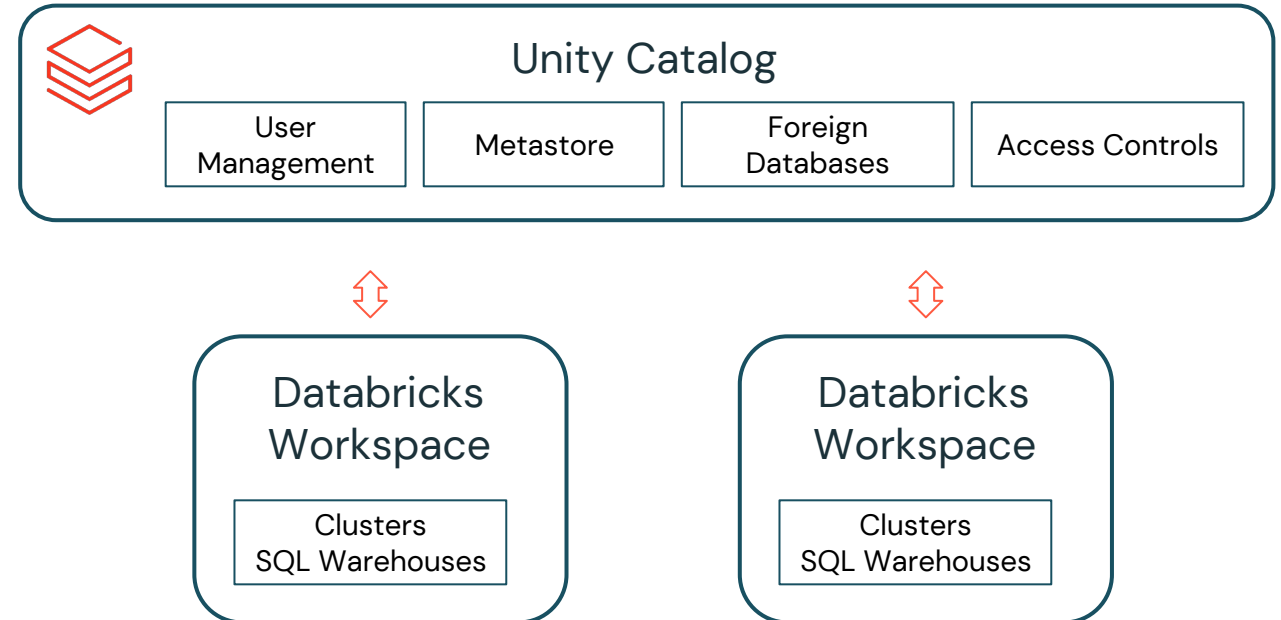 Unity Catalog
User
Management
Metastore
Foreign
Databases
Access Controls
Databricks
Workspace
Clusters
SQL Warehouses
Databricks
Workspace
Clusters
SQL Warehouses